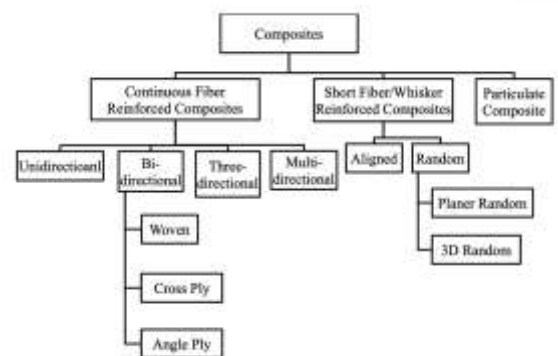 Composites
Continuous Fiber
Reinforced Composites
Short Fiber/Whisker
Reinforced Composites
Particulate
Composite
Unidirectioanl
Bi-
directional
Three-
directional
Multi-
directional
Aligned
Random
Planer Random
3D Random
Woven
Cross Ply
Angle Ply